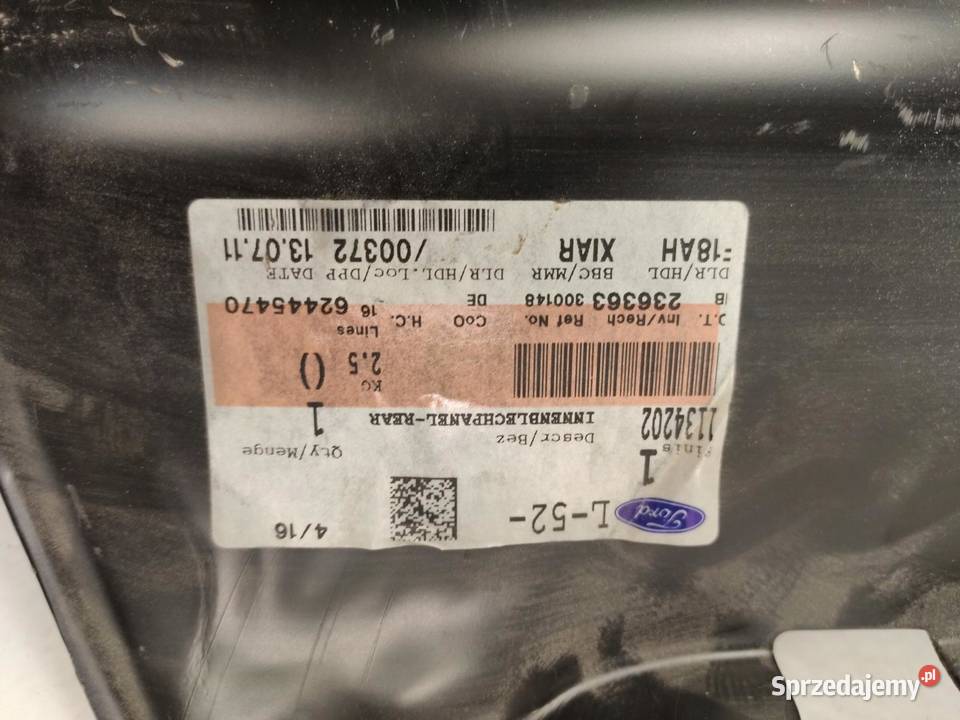 Ford L-52- 4/16
Finis Descr/Bez Qty/Menge
1134202 INNENBLECHPANEL-REAR 1
1
KG
2.5 ()
Lines
O.T. Inv/Rech Ref No. CoO H.C. 16 62445470
236363 300148 DE
DLR/HDL BBC/MMR DLR/HDL.Loc/DPP DATE
F18AH XIAR /00372 13.07.11
Sprzedajemy.pl